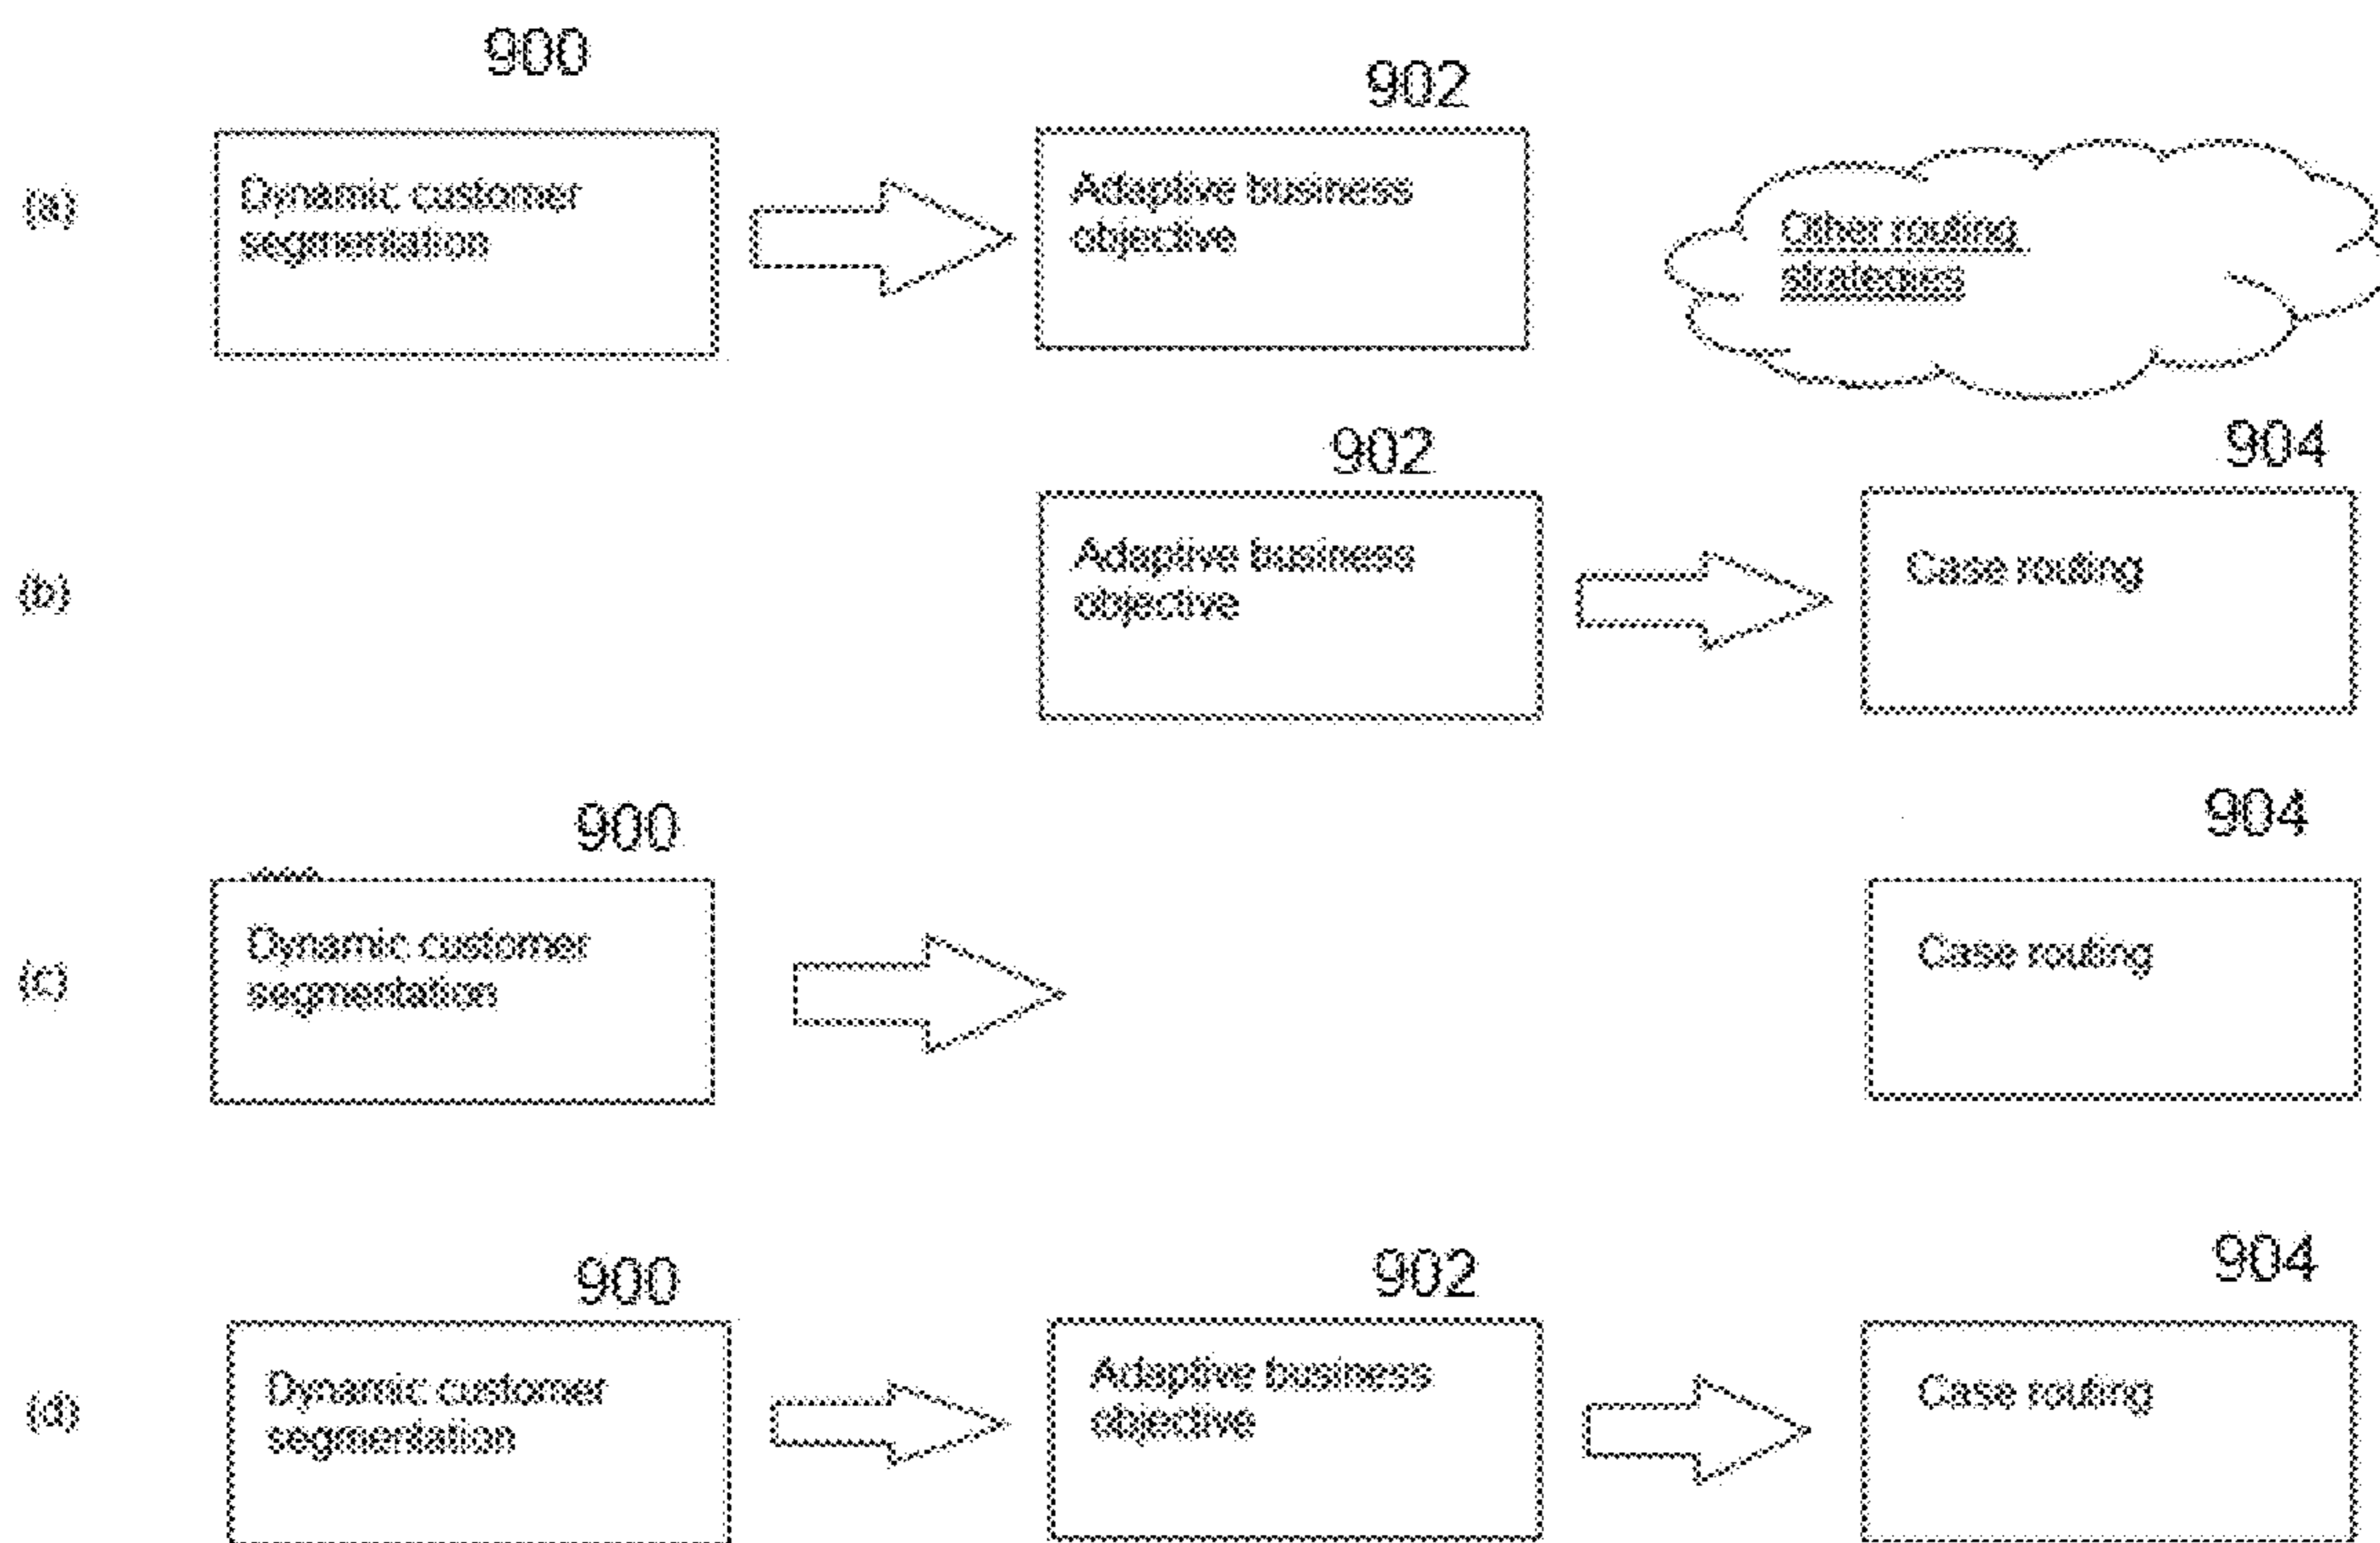 900
902
(a)
Dynamic customer
segmentation
Adaptive business
objective
Other routing
strategies
902
904
(b)
Adaptive business
objective
Case routing
900
904
(c)
Dynamic customer
segmentation
Case routing
900
902
904
(d)
Dynamic customer
segmentation
Adaptive business
objective
Case routing